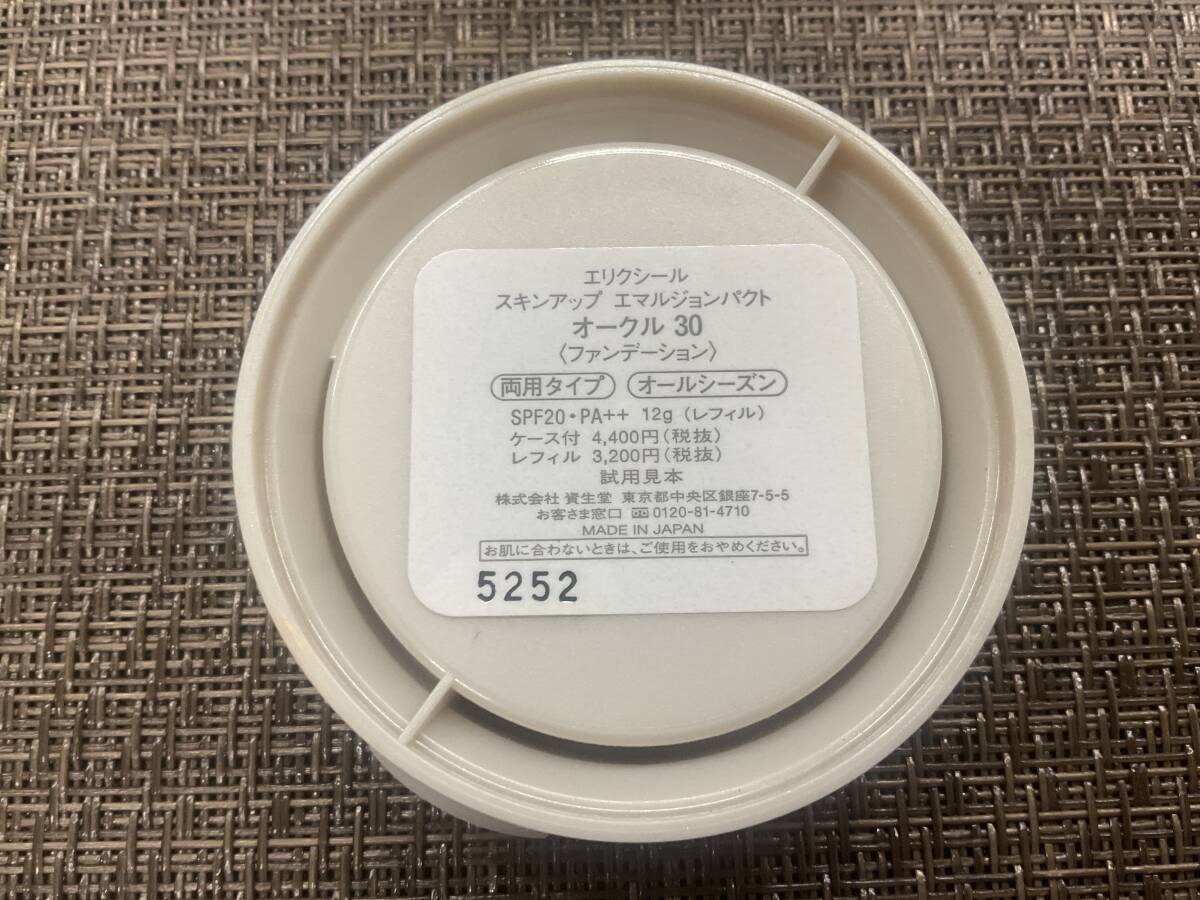 エリクシール
スキンアップ エマルジョンパクト
オークル 30
〈ファンデーション〉
両用タイプ オールシーズン
SPF20・PA++ 12g（レフィル）
ケース付 4,400円（税抜）
レフィル 3,200円（税抜）
試用見本
株式会社 資生堂 東京都中央区銀座7-5-5
お客さま窓口 0120-81-4710
MADE IN JAPAN
お肌に合わないときは、ご使用をおやめください。
5252